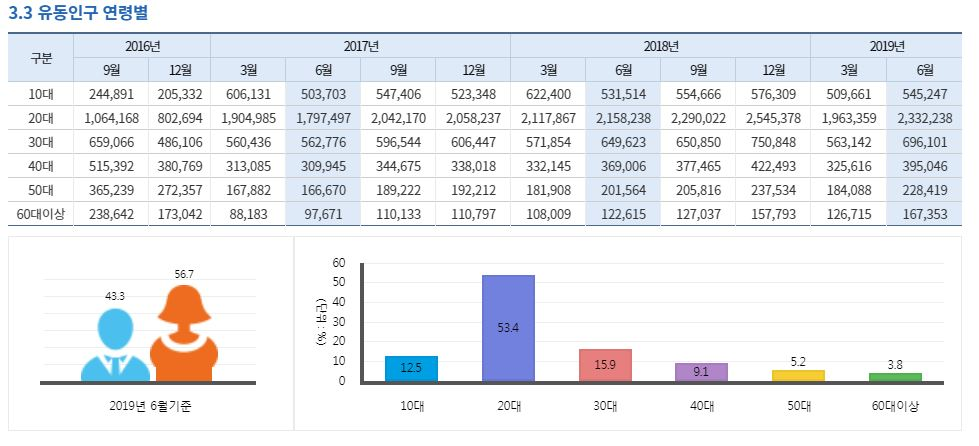 3.3 유동인구 연령별
구분 2016년 2017년 2018년 2019년
9월 12월 3월 6월 9월 12월 3월 6월 9월 12월 3월 6월
10대 244,891 205,332 606,131 503,703 547,406 523,348 622,400 531,514 554,666 576,309 509,661 545,247
20대 1,064,168 802,694 1,904,985 1,797,497 2,042,170 2,058,237 2,117,867 2,158,238 2,290,022 2,545,378 1,963,359 2,332,238
30대 659,066 486,106 560,436 562,776 596,544 606,447 571,854 649,623 650,850 750,848 563,142 696,101
40대 515,392 380,769 313,085 309,945 344,675 338,018 332,145 369,006 377,465 422,493 325,616 395,046
50대 365,239 272,357 167,882 166,670 189,222 192,212 181,908 201,564 205,816 237,534 184,088 228,419
60대이상 238,642 173,042 88,183 97,671 110,133 110,797 108,009 122,615 127,037 157,793 126,715 167,353
43.3
56.7
2019년 6월기준
(단위 : %)
60
50
40
30
20
10
0
12.5
53.4
15.9
9.1
5.2
3.8
10대 20대 30대 40대 50대 60대이상